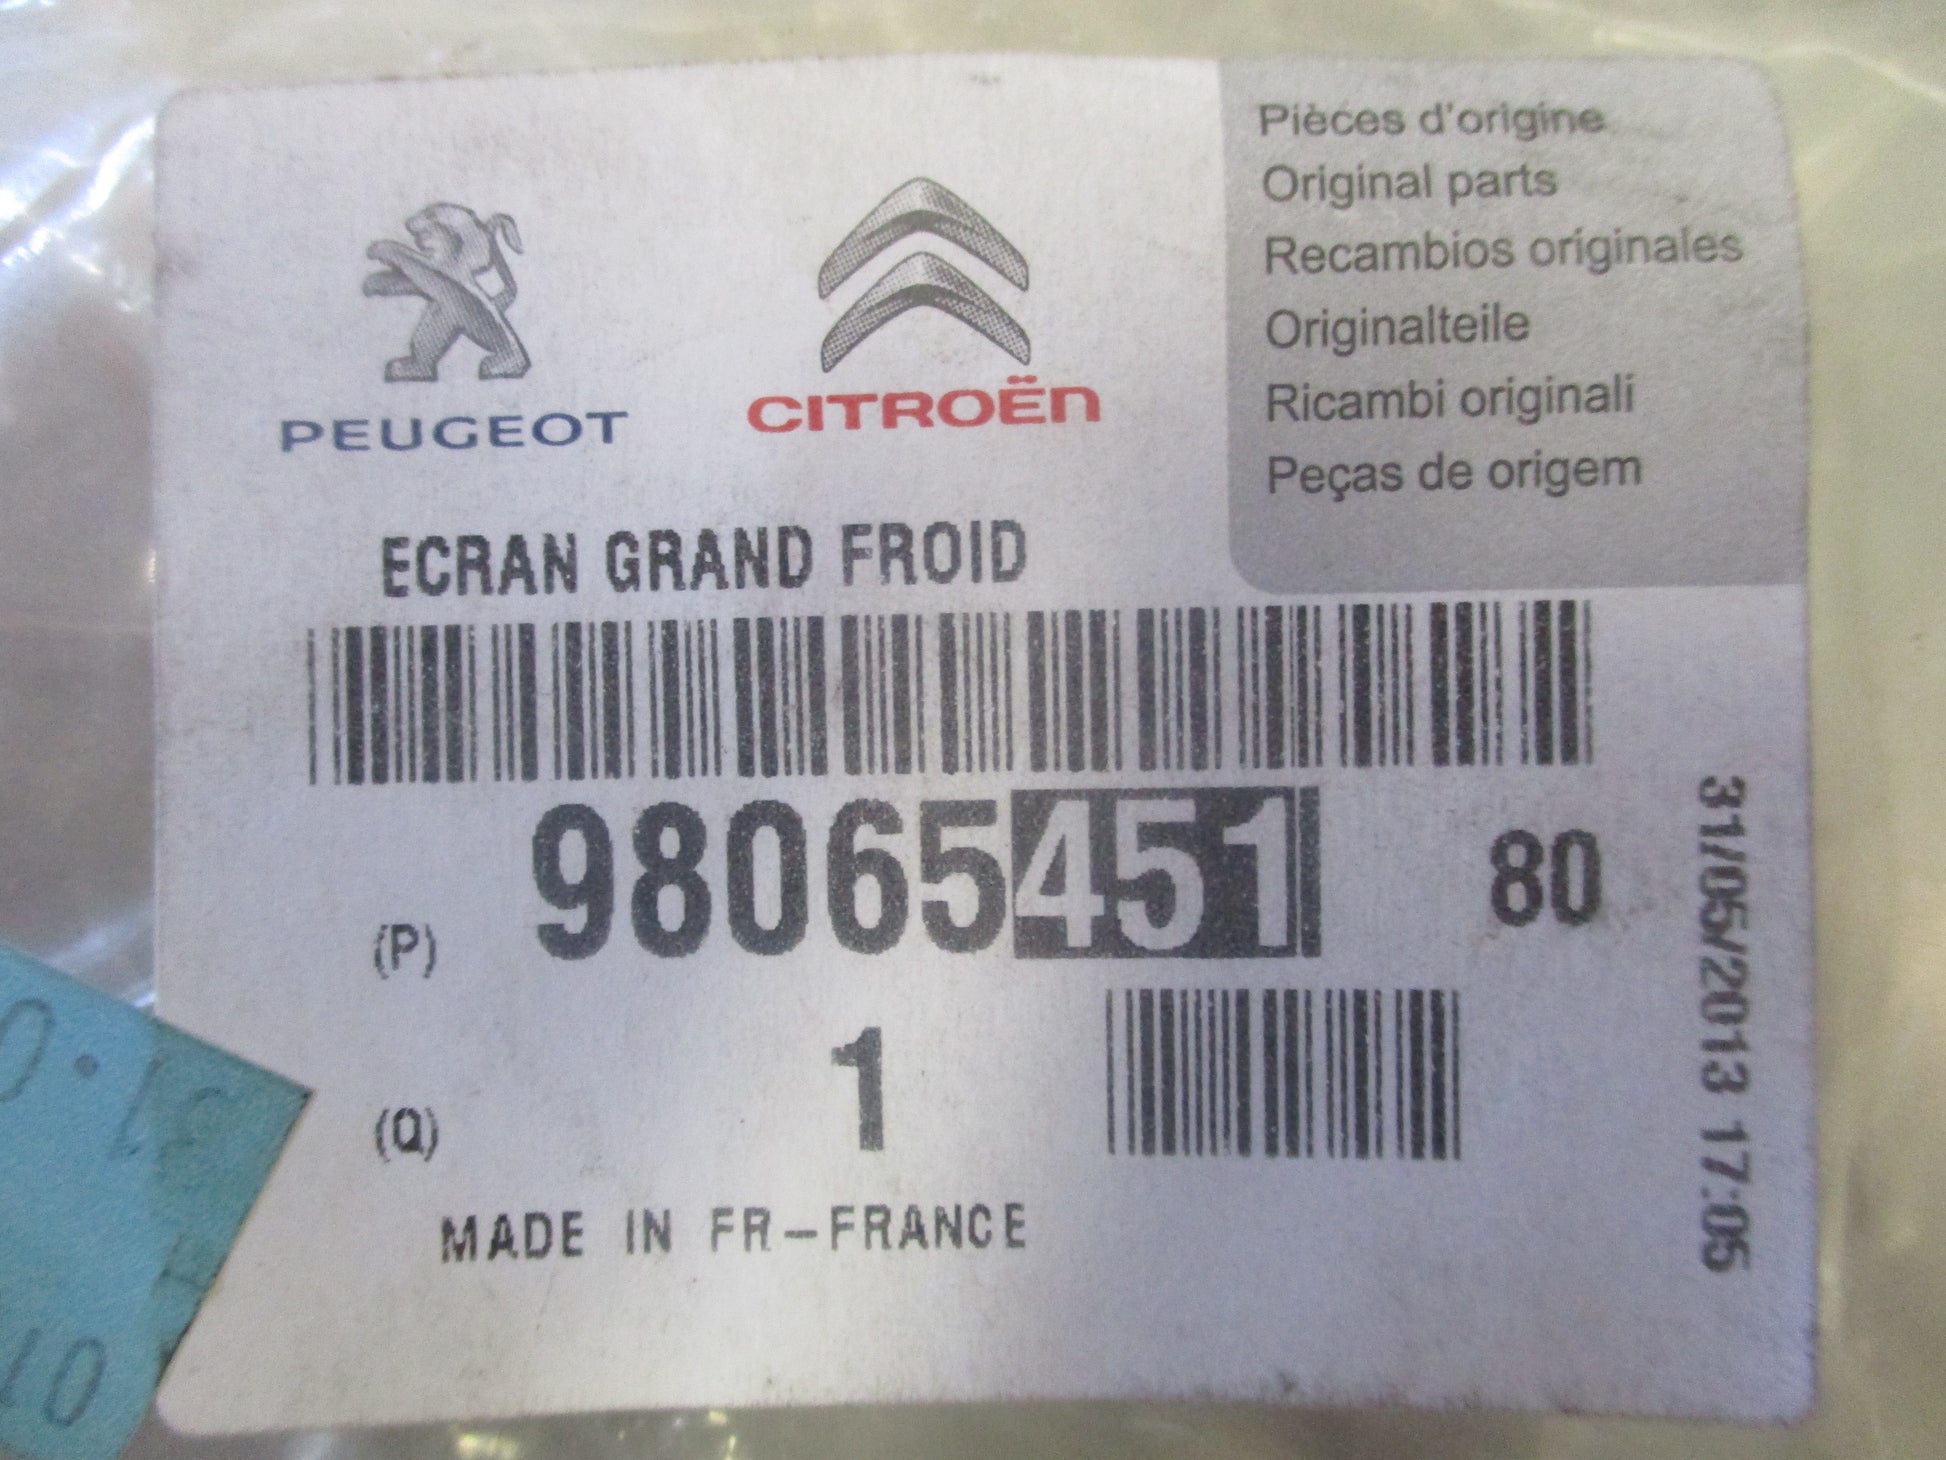 Pièces d'origine
Original parts
Recambios originales
Originalteile
Ricambi originali
Peças de origem
PEUGEOT
CITROËN
ECRAN GRAND FROID
(P) 98065451 80
(Q) 1
MADE IN FR-FRANCE
31/05/2013 17:05